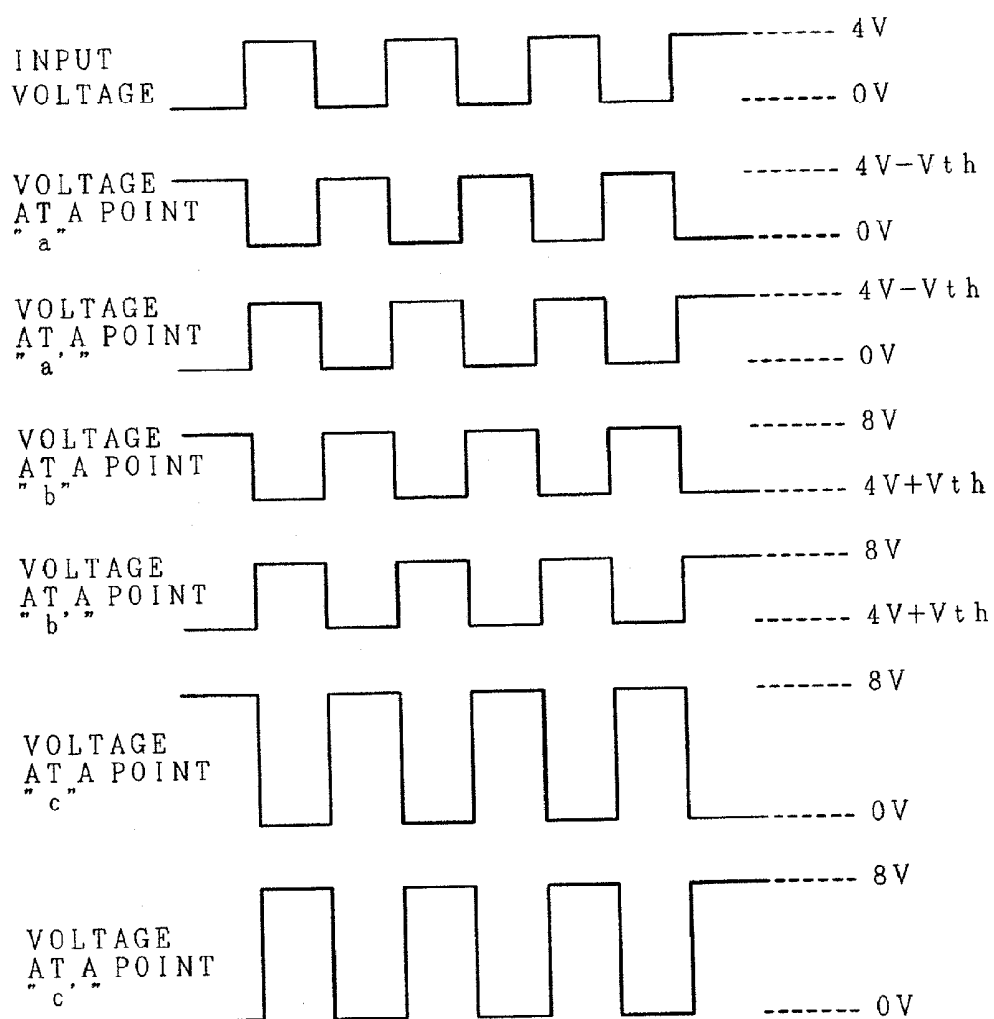 INPUT
VOLTAGE
4V
0V
VOLTAGE
AT A POINT
"a"
4V-Vth
0V
VOLTAGE
AT A POINT
"a'"
4V-Vth
0V
VOLTAGE
AT A POINT
"b"
8V
4V+Vth
VOLTAGE
AT A POINT
"b'"
8V
4V+Vth
VOLTAGE
AT A POINT
"c"
8V
0V
VOLTAGE
AT A POINT
"c'"
8V
0V